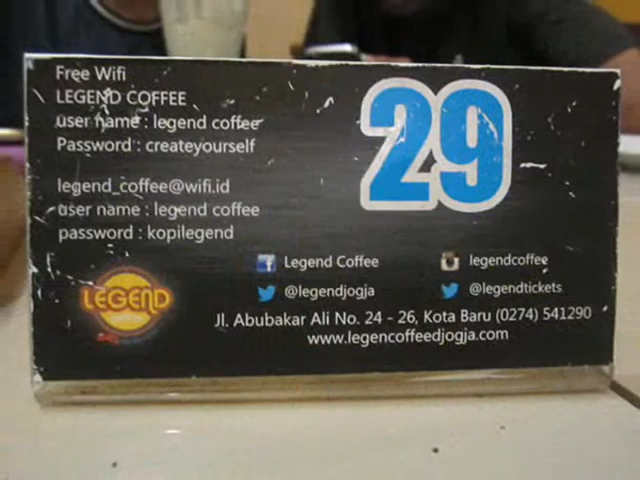 Free Wifi
LEGEND COFFEE
user name : legend coffee
Password : createyourself
legend_coffee@wifi.id
user name : legend coffee
password : kopilegend
29
Legend Coffee
legendcoffee
@legendjogja
@legendtickets
LEGEND
Jl. Abubakar Ali No. 24 - 26, Kota Baru (0274) 541290
www.legencoffeedjogja.com